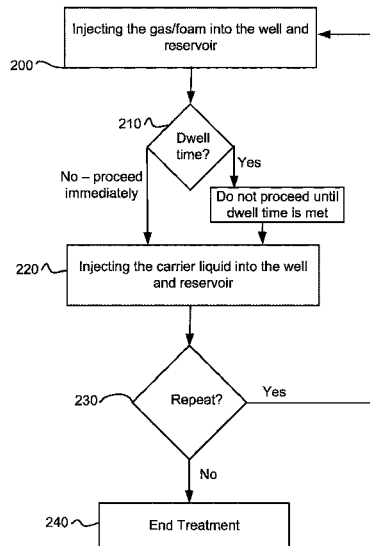 Injecting the gas/foam into the well and
reservoir
200
210
Dwell
time?
No – proceed
immediately
Yes
Do not proceed until
dwell time is met
220
Injecting the carrier liquid into the well
and reservoir
230
Repeat?
Yes
No
240
End Treatment